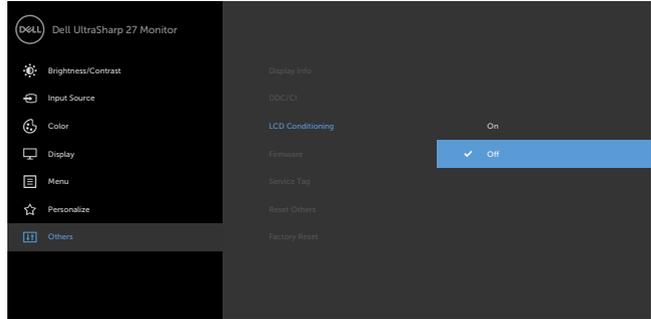 DELL
Dell UltraSharp 27 Monitor
Brightness/Contrast
Input Source
Color
Display
Menu
Personalize
Others
Display Info
DDC/CI
LCD Conditioning
Firmware
Service Tag
Reset Others
Factory Reset
On
Off